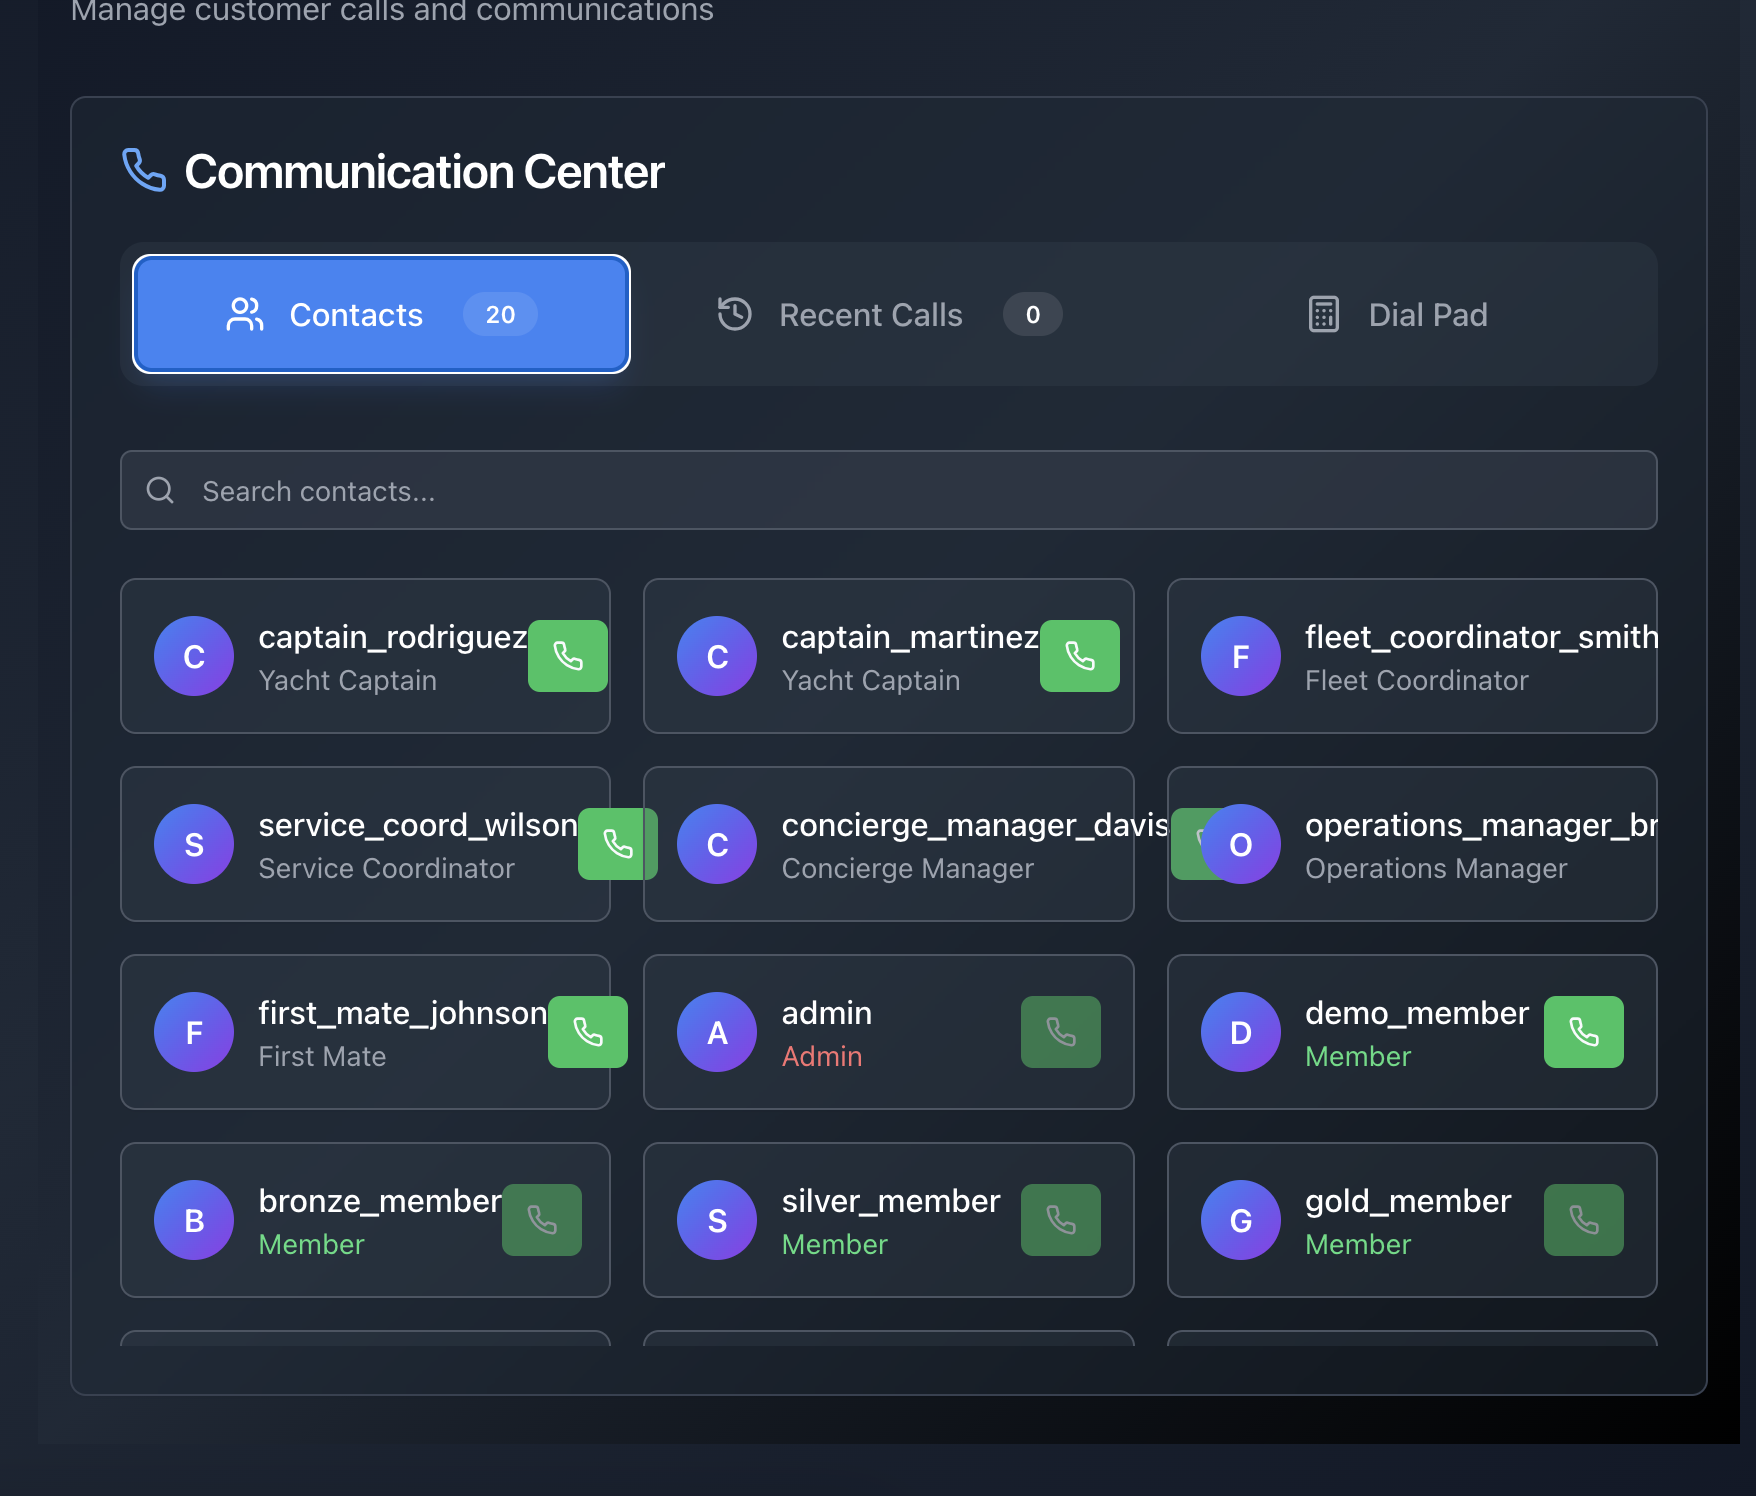 Manage customer calls and communications
Communication Center
Contacts 20
Recent Calls 0
Dial Pad
Search contacts...
C captain_rodriguez
Yacht Captain
C captain_martinez
Yacht Captain
F fleet_coordinator_smith
Fleet Coordinator
S service_coord_wilson
Service Coordinator
C concierge_manager_davis
Concierge Manager
O operations_manager_br
Operations Manager
F first_mate_johnson
First Mate
A admin
Admin
D demo_member
Member
B bronze_member
Member
S silver_member
Member
G gold_member
Member